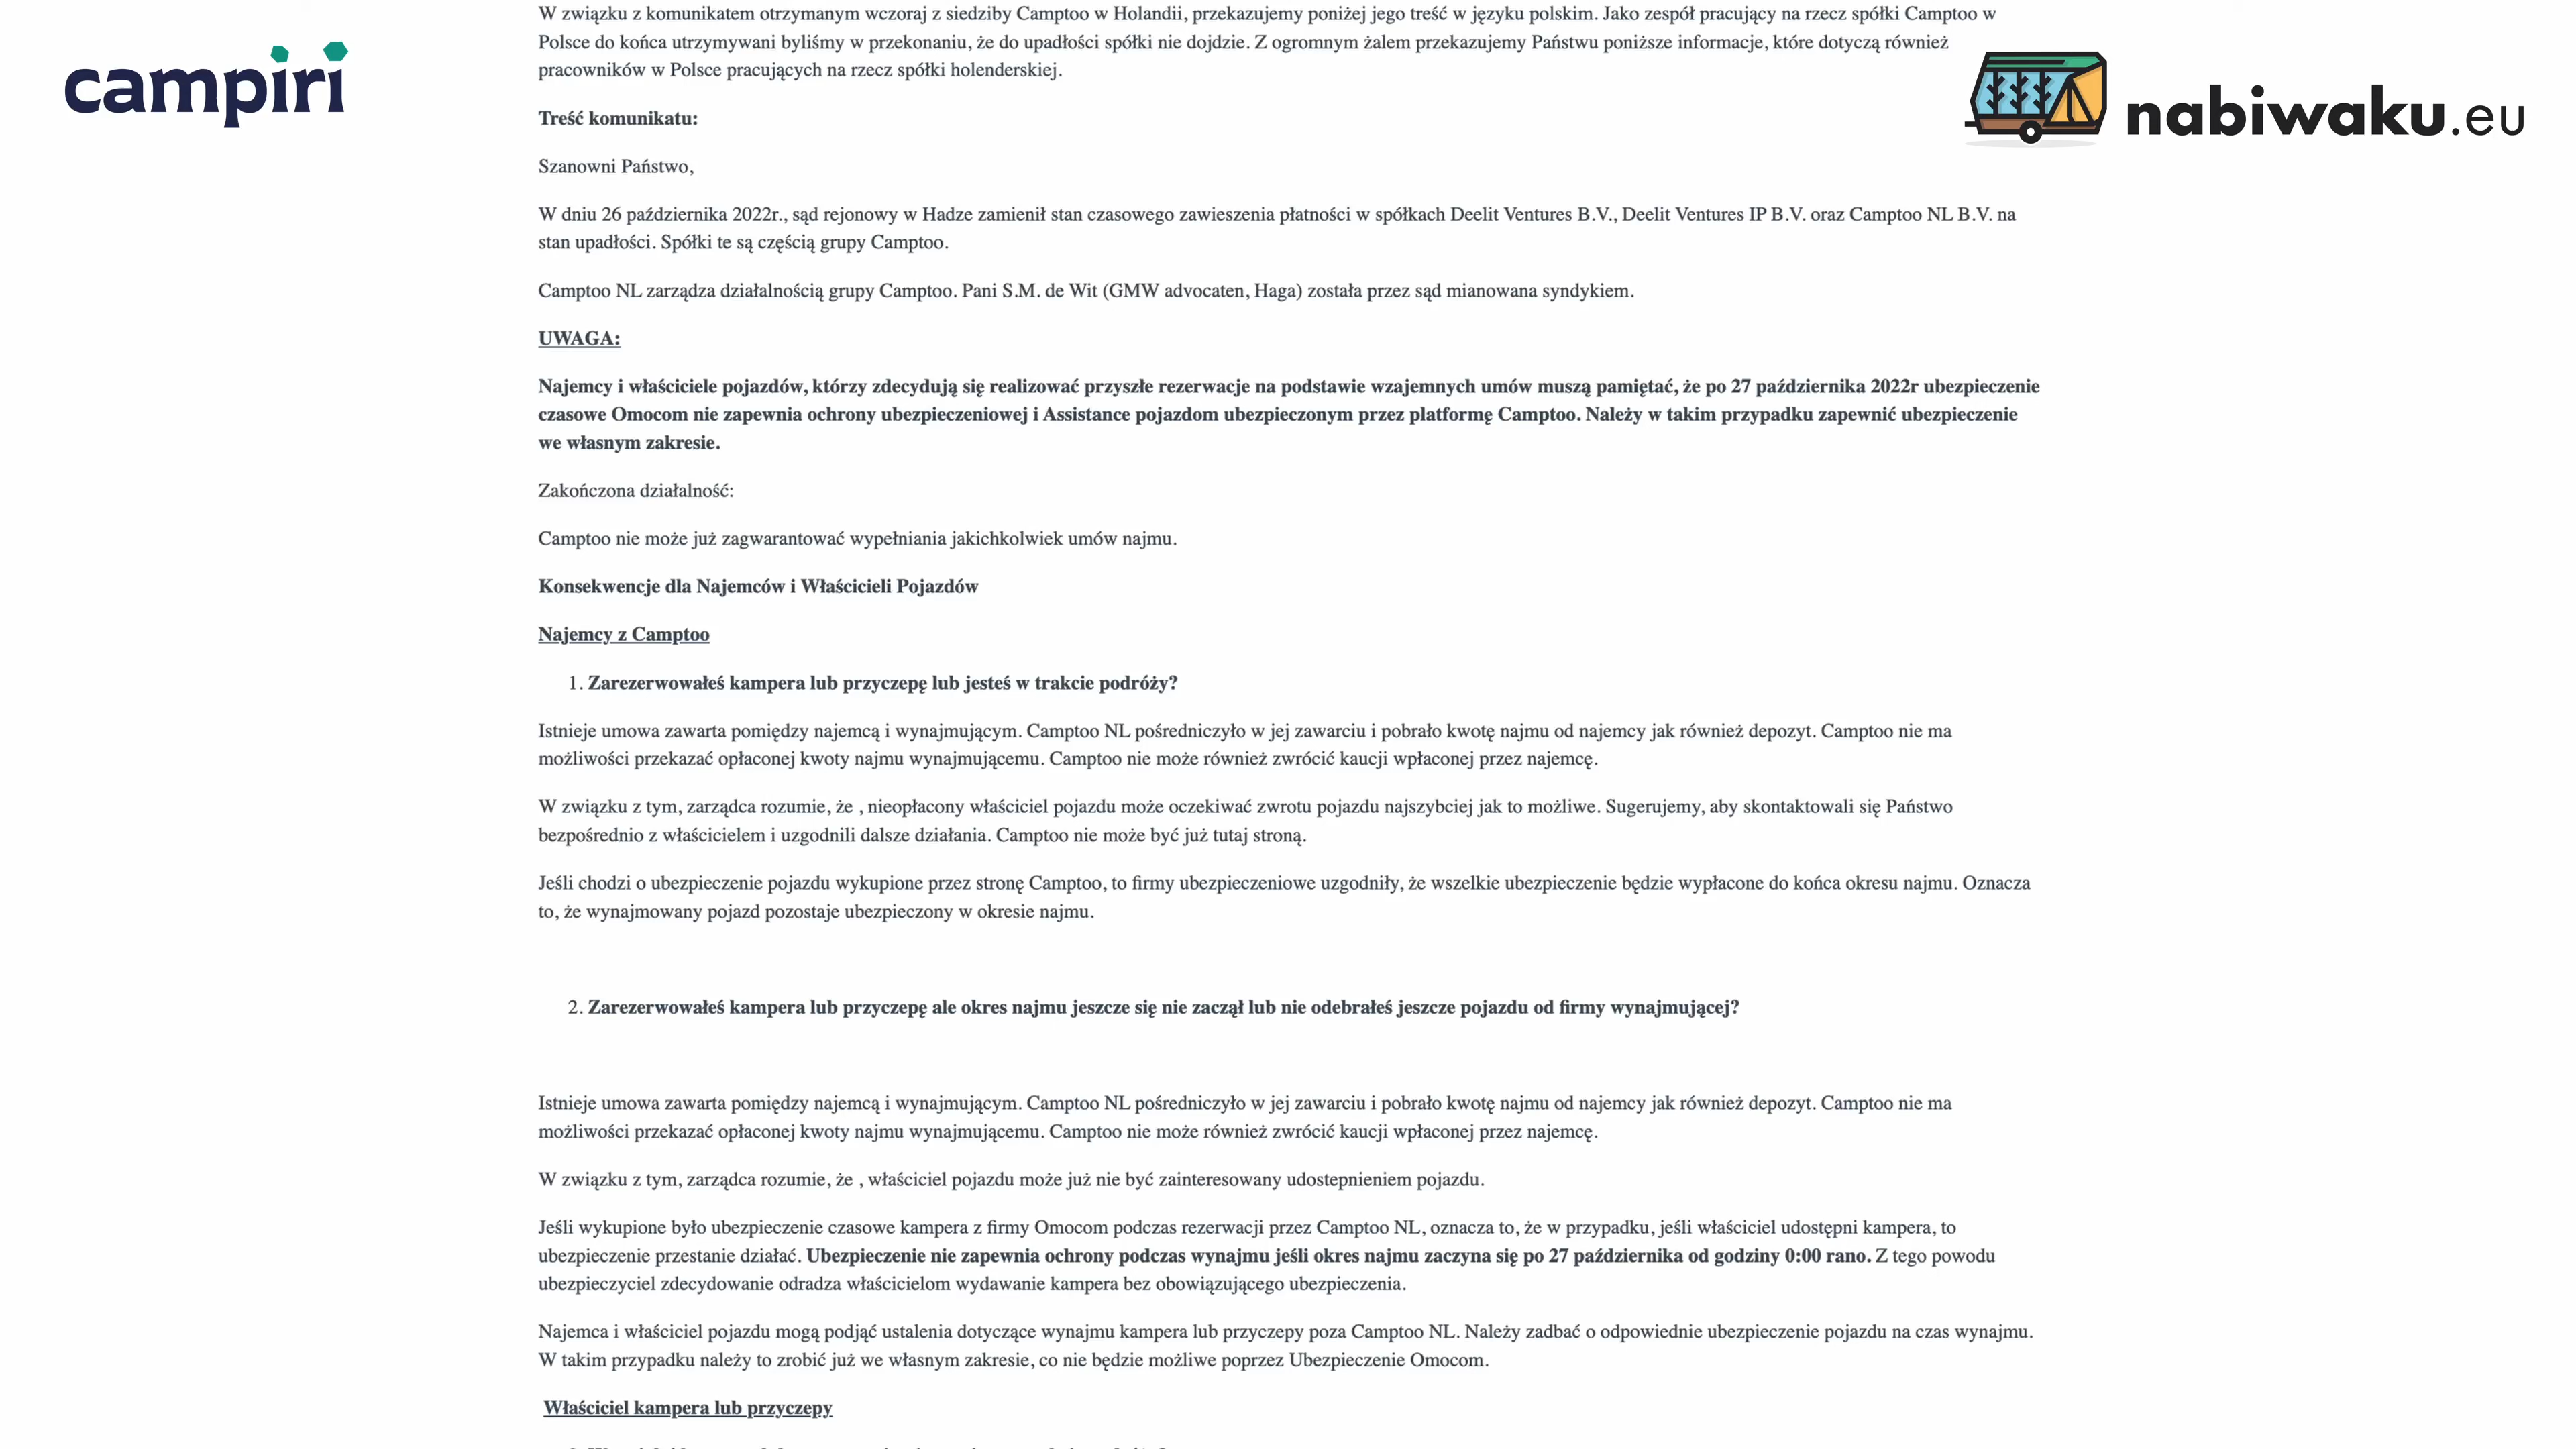 W związku z komunikatem otrzymanym wczoraj z siedziby Camptoo w Holandii, przekazujemy poniżej jego treść w języku polskim. Jako zespół pracujący na rzecz spółki Camptoo w
Polsce do końca utrzymywani byliśmy w przekonaniu, że do upadłości spółki nie dojdzie. Z ogromnym żalem przekazujemy Państwu poniższe informacje, które dotyczą również
pracowników w Polsce pracujących na rzecz spółki holenderskiej.
campiri
nabiwaku.eu
Treść komunikatu:
Szanowni Państwo,
W dniu 26 października 2022r., sąd rejonowy w Hadze zamienił stan czasowego zawieszenia płatności w spółkach Deelit Ventures B.V., Deelit Ventures IP B.V. oraz Camptoo NL B.V. na
stan upadłości. Spółki te są częścią grupy Camptoo.
Camptoo NL zarządza działalnością grupy Camptoo. Pani S.M. de Wit (GMW advocaten, Haga) została przez sąd mianowana syndykiem.
UWAGA:
Najemcy i właściciele pojazdów, którzy zdecydują się realizować przyszłe rezerwacje na podstawie wzajemnych umów muszą pamiętać, że po 27 października 2022r ubezpieczenie
czasowe Omocom nie zapewnia ochrony ubezpieczeniowej i Assistance pojazdom ubezpieczonym przez platformę Camptoo. Należy w takim przypadku zapewnić ubezpieczenie
we własnym zakresie.
Zakończona działalność:
Camptoo nie może już zagwarantować wypełniania jakichkolwiek umów najmu.
Konsekwencje dla Najemców i Właścicieli Pojazdów
Najemcy z Camptoo
1. Zarezerwowałeś kampera lub przyczepę lub jesteś w trakcie podróży?
Istnieje umowa zawarta pomiędzy najemcą i wynajmującym. Camptoo NL pośredniczyło w jej zawarciu i pobrało kwotę najmu od najemcy jak również depozyt. Camptoo nie ma
możliwości przekazać opłaconej kwoty najmu wynajmującemu. Camptoo nie może również zwrócić kaucji wpłaconej przez najemcę.
W związku z tym, zarządca rozumie, że , nieopłacony właściciel pojazdu może oczekiwać zwrotu pojazdu najszybciej jak to możliwe. Sugerujemy, aby skontaktowali się Państwo
bezpośrednio z właścicielem i uzgodnili dalsze działania. Camptoo nie może być już tutaj stroną.
Jeśli chodzi o ubezpieczenie pojazdu wykupione przez stronę Camptoo, to firmy ubezpieczeniowe uzgodniły, że wszelkie ubezpieczenie będzie wypłacone do końca okresu najmu. Oznacza
to, że wynajmowany pojazd pozostaje ubezpieczony w okresie najmu.
2. Zarezerwowałeś kampera lub przyczepę ale okres najmu jeszcze się nie zaczął lub nie odebrałeś jeszcze pojazdu od firmy wynajmującej?
Istnieje umowa zawarta pomiędzy najemcą i wynajmującym. Camptoo NL pośredniczyło w jej zawarciu i pobrało kwotę najmu od najemcy jak również depozyt. Camptoo nie ma
możliwości przekazać opłaconej kwoty najmu wynajmującemu. Camptoo nie może również zwrócić kaucji wpłaconej przez najemcę.
W związku z tym, zarządca rozumie, że , właściciel pojazdu może już nie być zainteresowany udostepnieniem pojazdu.
Jeśli wykupione było ubezpieczenie czasowe kampera z firmy Omocom podczas rezerwacji przez Camptoo NL, oznacza to, że w przypadku, jeśli właściciel udostępni kampera, to
ubezpieczenie przestanie działać. Ubezpieczenie nie zapewnia ochrony podczas wynajmu jeśli okres najmu zaczyna się po 27 października od godziny 0:00 rano. Z tego powodu
ubezpieczyciel zdecydowanie odradza właścicielom wydawanie kampera bez obowiązującego ubezpieczenia.
Najemca i właściciel pojazdu mogą podjąć ustalenia dotyczące wynajmu kampera lub przyczepy poza Camptoo NL. Należy zadbać o odpowiednie ubezpieczenie pojazdu na czas wynajmu.
W takim przypadku należy to zrobić już we własnym zakresie, co nie będzie możliwe poprzez Ubezpieczenie Omocom.
Właściciel kampera lub przyczepy